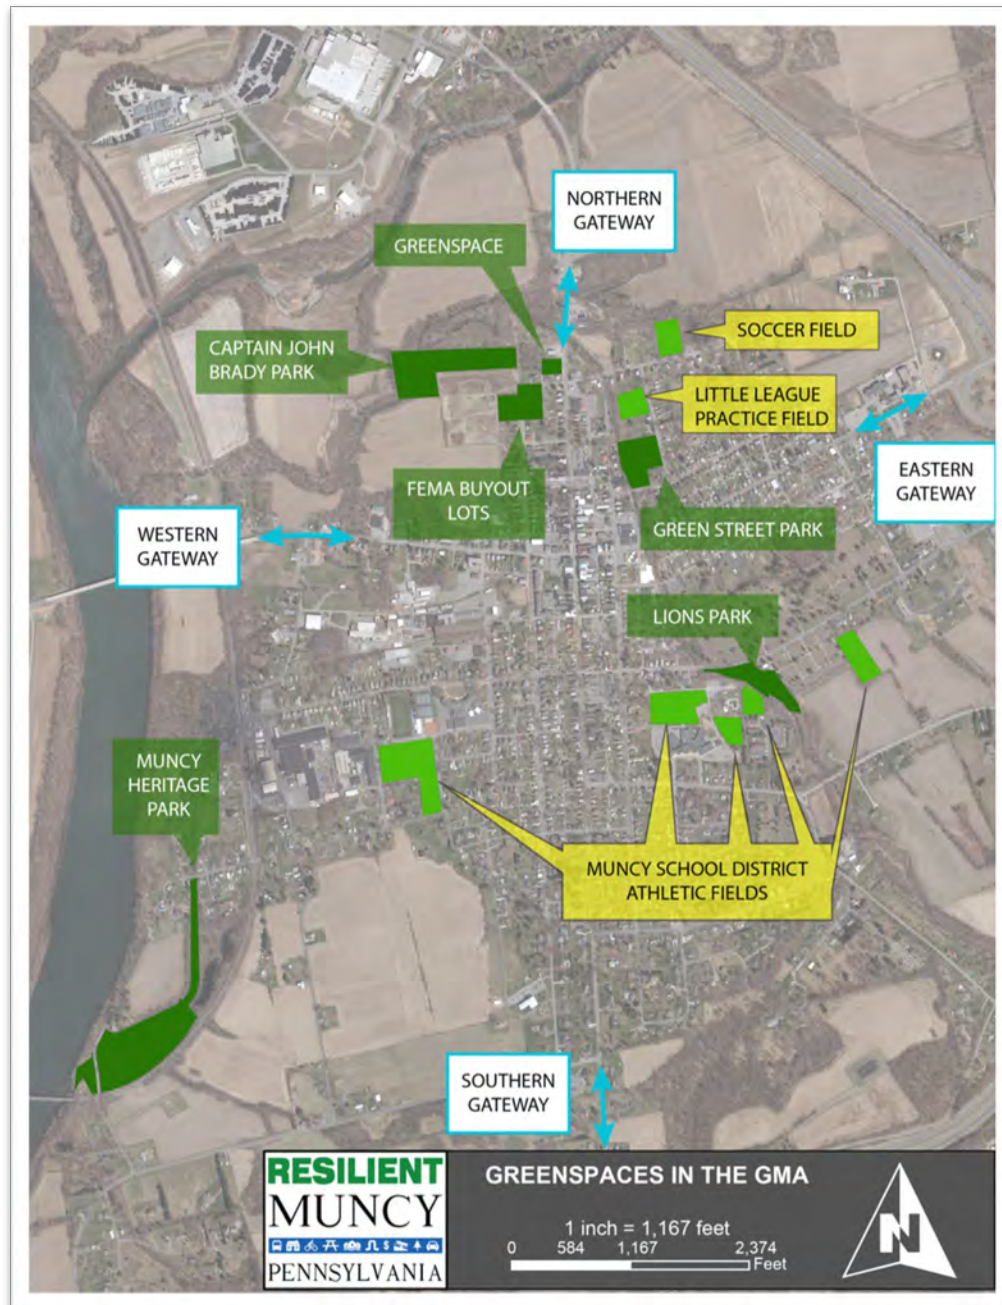 NORTHERN
GATEWAY
GREENSPACE
SOCCER FIELD
CAPTAIN JOHN
BRADY PARK
LITTLE LEAGUE
PRACTICE FIELD
EASTERN
GATEWAY
FEMA BUYOUT
LOTS
GREEN STREET PARK
WESTERN
GATEWAY
LIONS PARK
MUNCY
HERITAGE
PARK
MUNCY SCHOOL DISTRICT
ATHLETIC FIELDS
SOUTHERN
GATEWAY
RESILIENT
MUNCY
PENNSYLVANIA
GREENSPACES IN THE GMA
1 inch = 1,167 feet
0 584 1,167 2,374
Feet
N